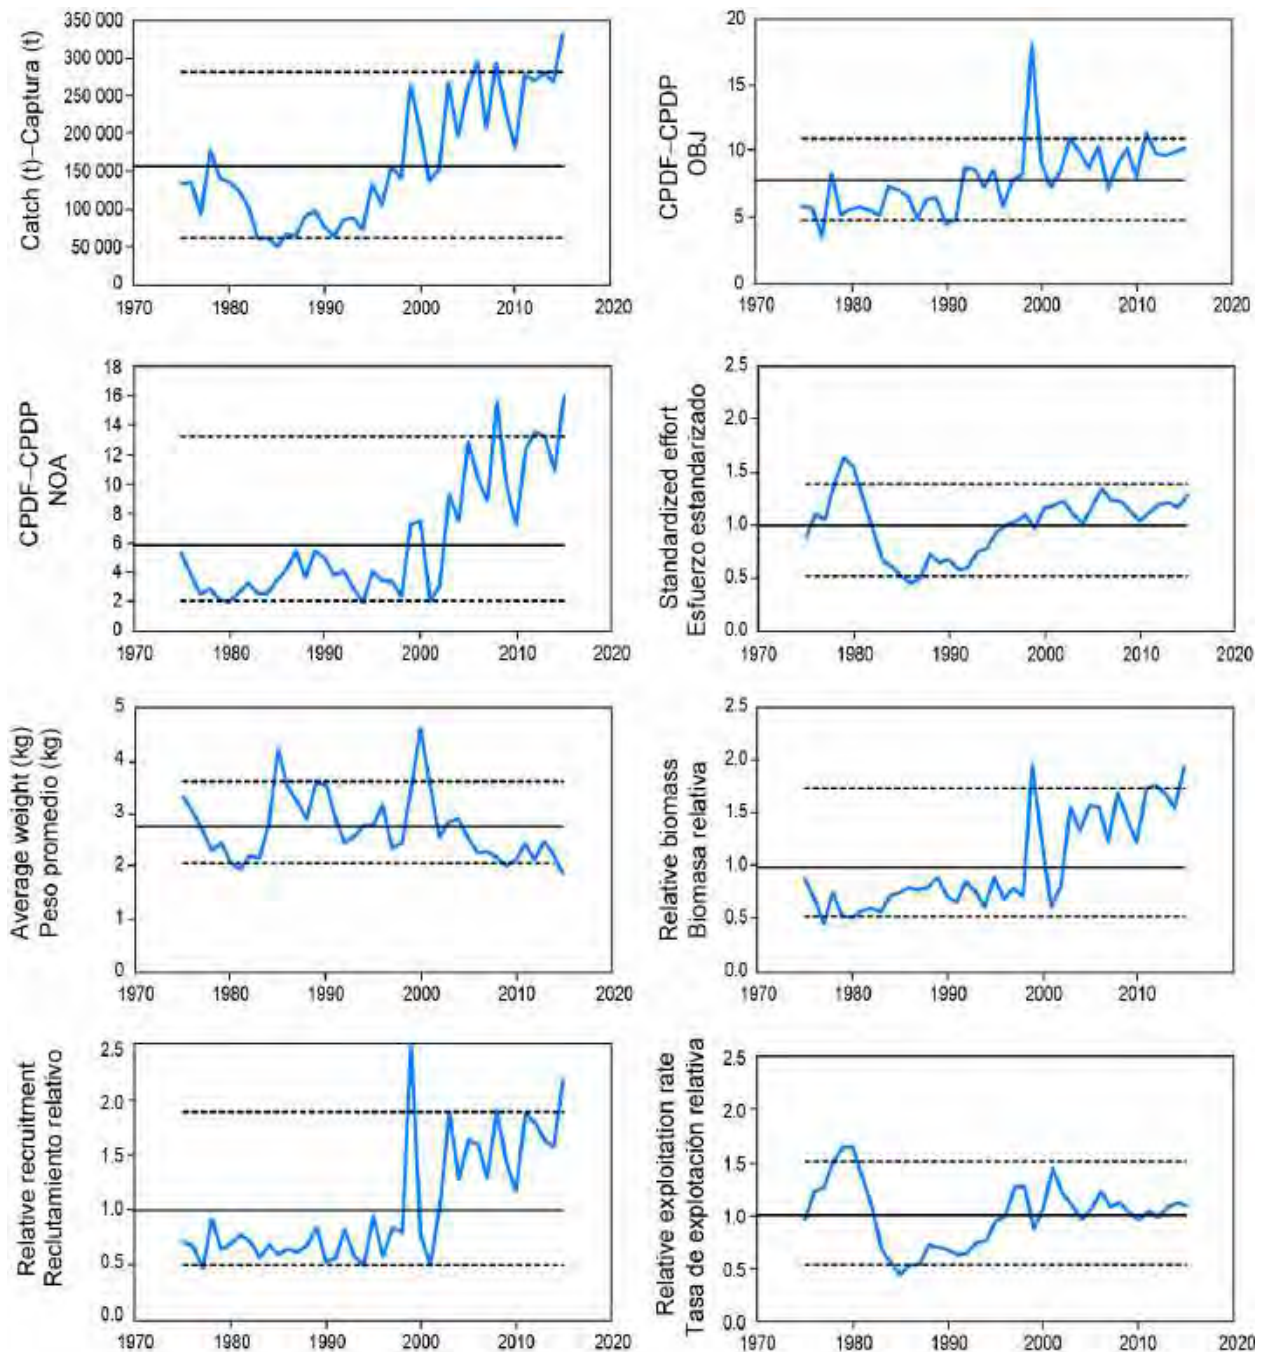 Catch (t)–Captura (t)
350 000
300 000
250 000
200 000
150 000
100 000
50 000
0
1970 1980 1990 2000 2010 2020
CPDF–CPDP
OBJ
20
15
10
5
0
1970 1980 1990 2000 2010 2020
CPDF–CPDP
NOA
18
16
14
12
10
8
6
4
2
0
1970 1980 1990 2000 2010 2020
Standardized effort
Esfuerzo estandarizado
2.5
2.0
1.5
1.0
0.5
0.0
1970 1980 1990 2000 2010 2020
Average weight (kg)
Peso promedio (kg)
5
4
3
2
1
0
1970 1980 1990 2000 2010 2020
Relative biomass
Biomasa relativa
2.5
2.0
1.5
1.0
0.5
0.0
1970 1980 1990 2000 2010 2020
Relative recruitment
Reclutamiento relativo
2.5
2.0
1.5
1.0
0.5
0.0
1970 1980 1990 2000 2010 2020
Relative exploitation rate
Tasa de explotación relativa
2.5
2.0
1.5
1.0
0.5
0.0
1970 1980 1990 2000 2010 2020